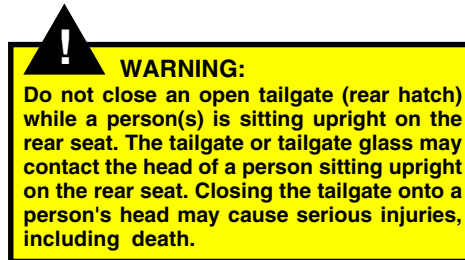 !
WARNING:
Do not close an open tailgate (rear hatch)
while a person(s) is sitting upright on the
rear seat. The tailgate or tailgate glass may
contact the head of a person sitting upright
on the rear seat. Closing the tailgate onto a
person's head may cause serious injuries,
including death.